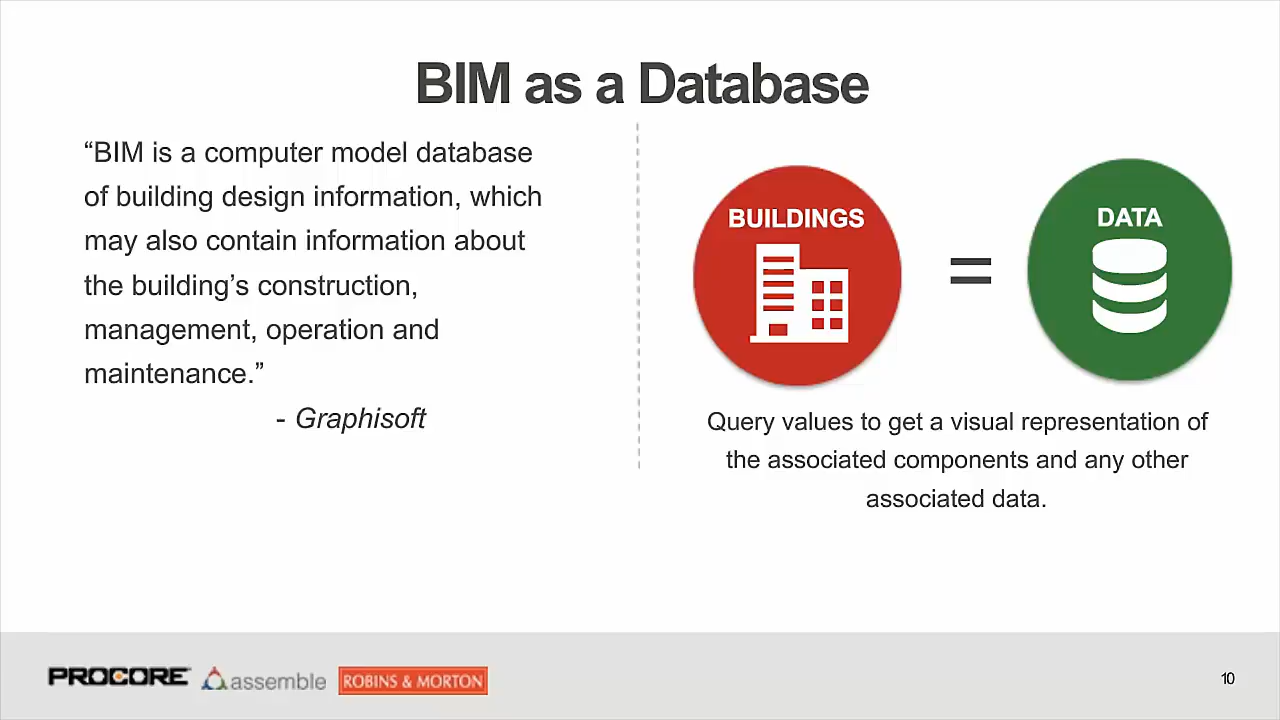 BIM as a Database
“BIM is a computer model database
of building design information, which
may also contain information about
the building’s construction,
management, operation and
maintenance.”
- Graphisoft
BUILDINGS
=
DATA
Query values to get a visual representation of
the associated components and any other
associated data.
PROCORE
assemble
ROBINS & MORTON
10